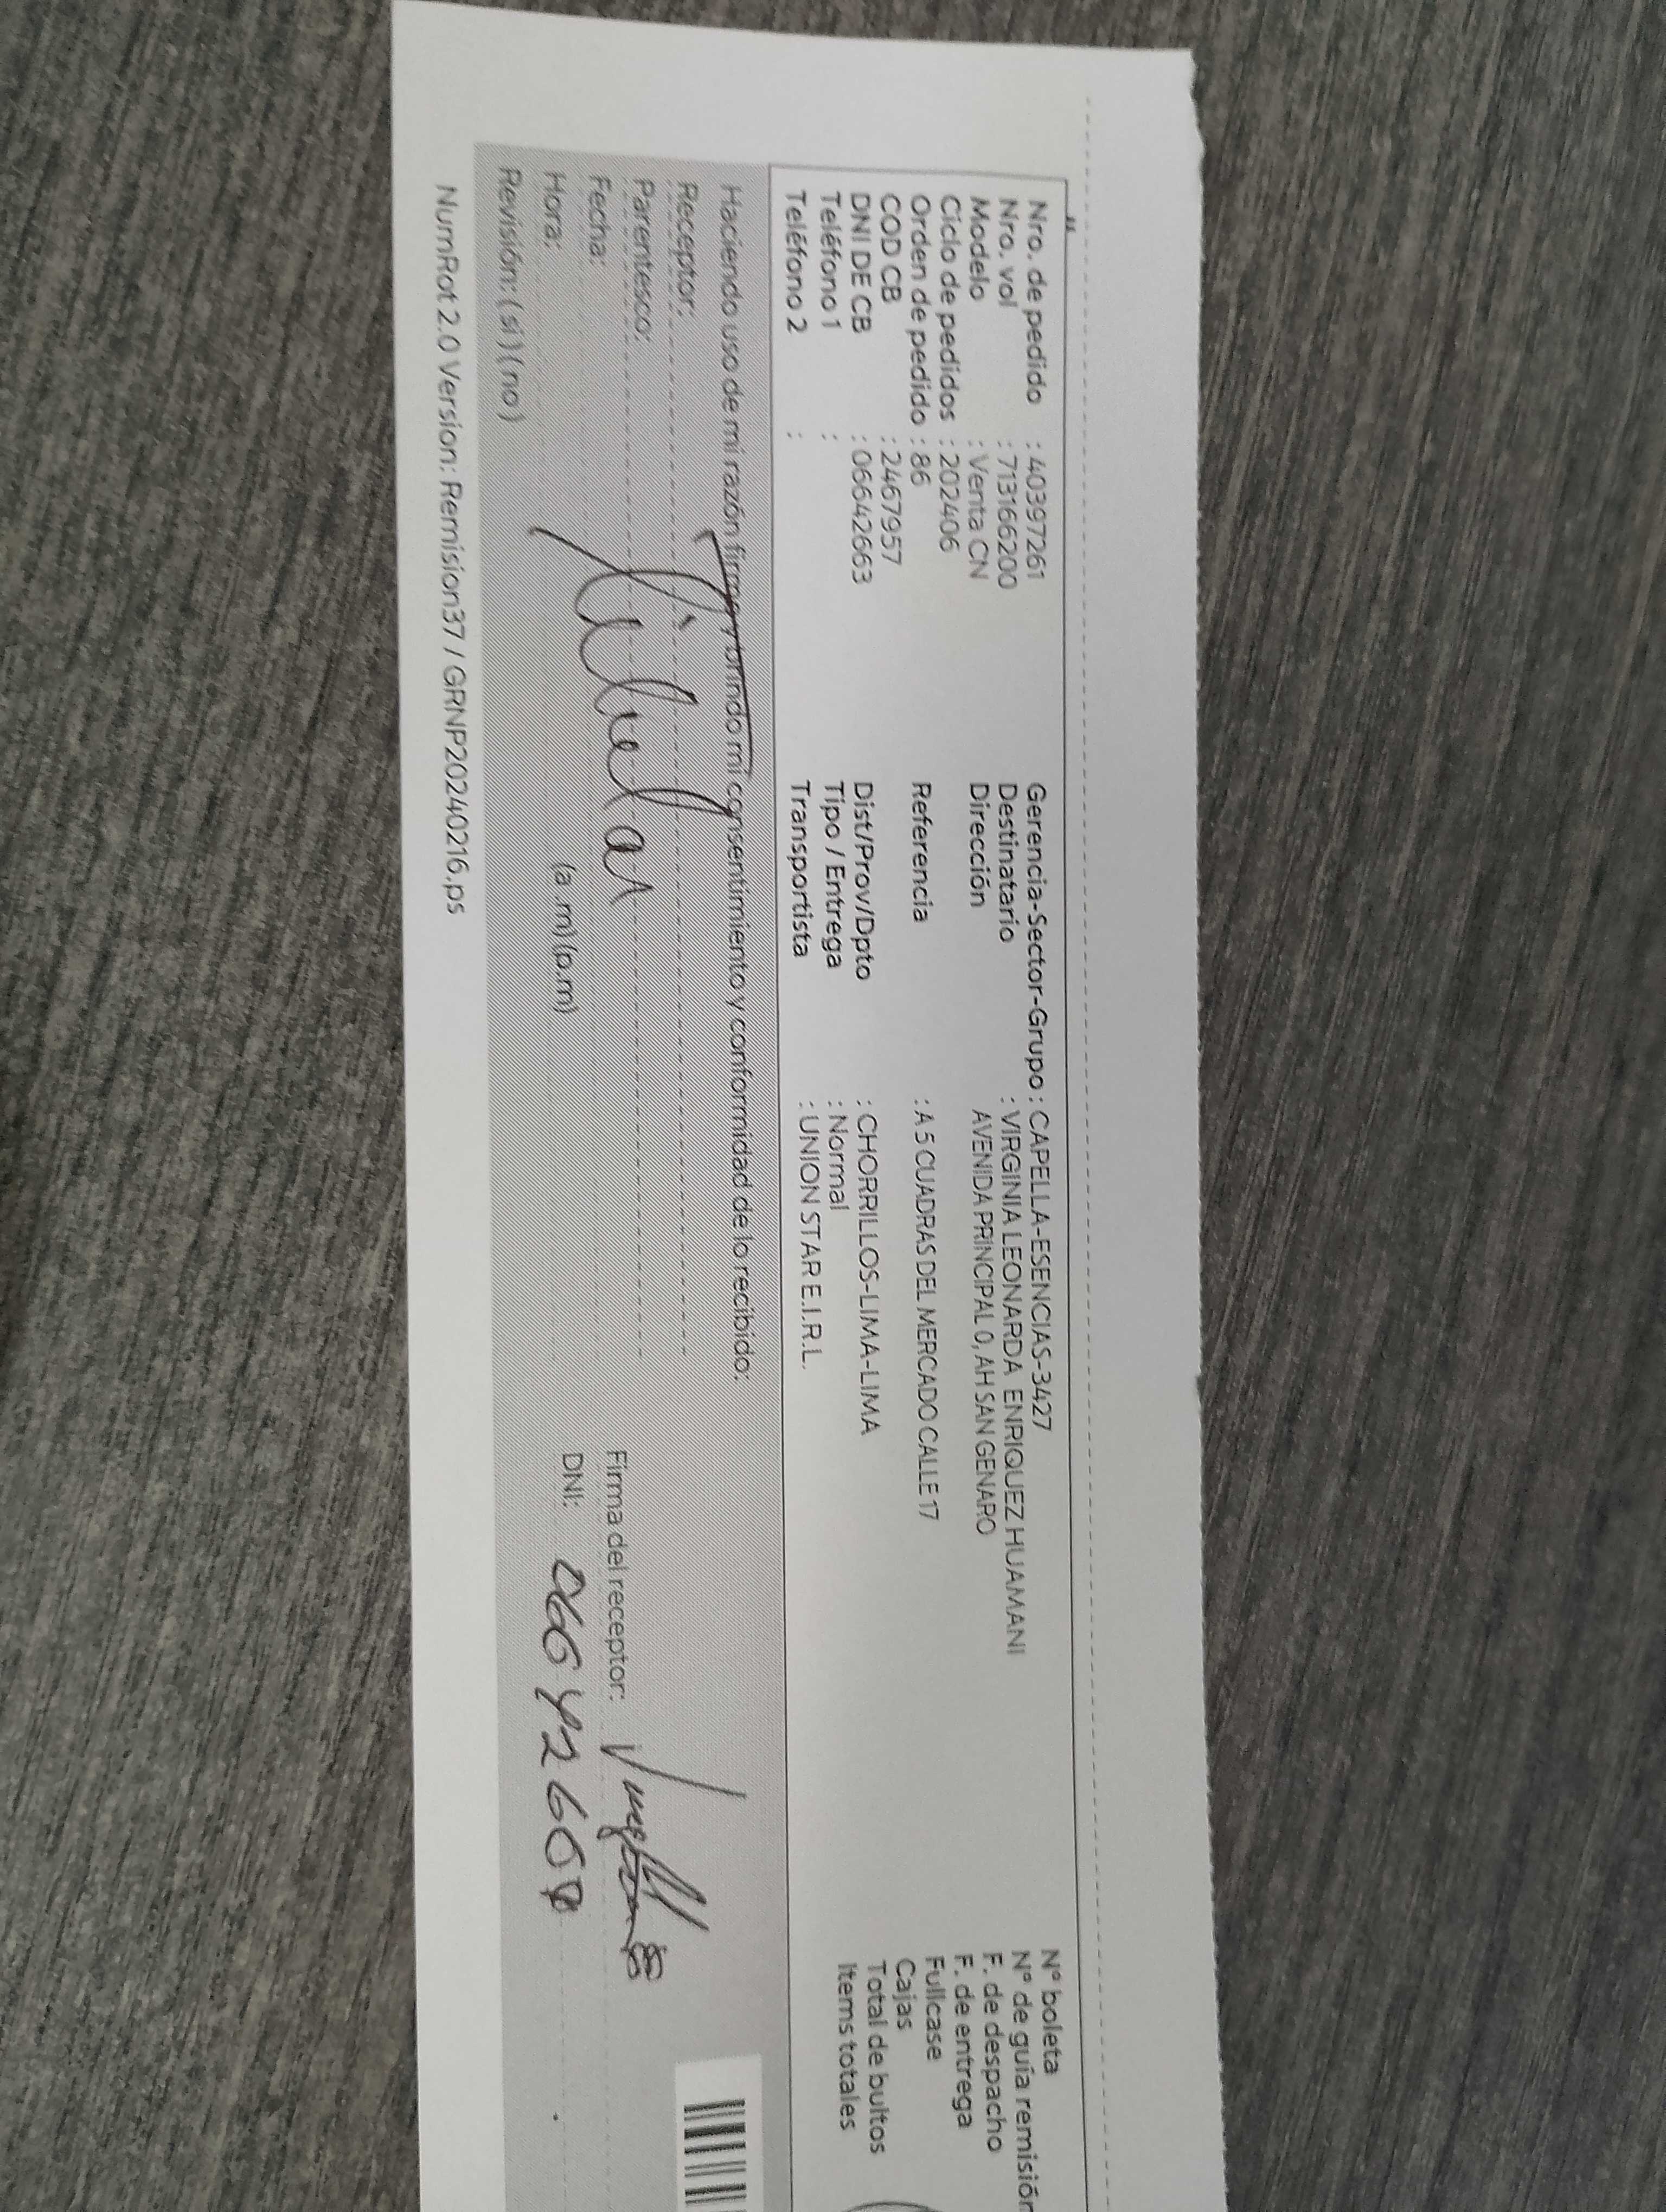 Nro. de pedido : 40397261
Nro. vol : 713166200
Modelo : Venta CN
Ciclo de pedidos : 202406
Orden de pedido : 86
COD CB : 2467957
DNI DE CB : 06642663
Teléfono 1 :
Teléfono 2 :
Gerencia-Sector-Grupo : CAPELLA-ESENCIAS-3427
Destinatario : VIRGINIA LEONARDA ENRIQUEZ HUAMANI
Dirección AVENIDA PRINCIPAL 0, AH SAN GENARO
Referencia : A 5 CUADRAS DEL MERCADO CALLE 17
Dist/Prov/Dpto : CHORRILLOS-LIMA-LIMA
Tipo / Entrega : Normal
Transportista : UNION STAR E.I.R.L.
N° boleta
N° de guía remisión
F. de despacho
F. de entrega
Fullcase
Cajas
Total de bultos
Items totales
Haciendo uso de mi razón firmo y brindo mi consentimiento y conformidad de lo recibido:
Receptor:
Parentesco:
Fecha:
Hora: (a.m) (p.m)
Revisión: (si) (no)
Firma del receptor:
DNI:
NumRot 2.0 Version: Remision37 / GRNP20240216.ps